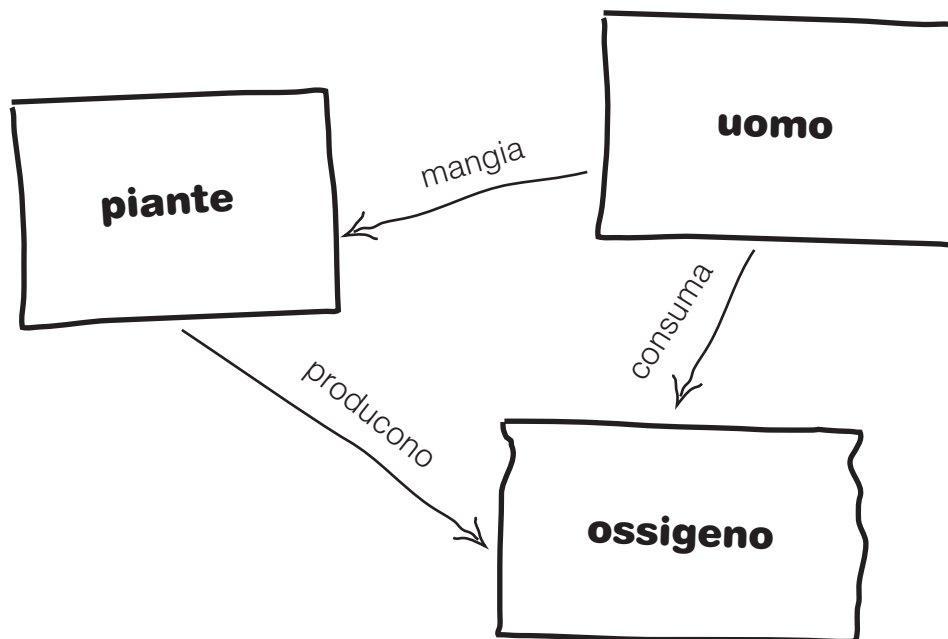 uomo
mangia
piante
consuma
producono
ossigeno